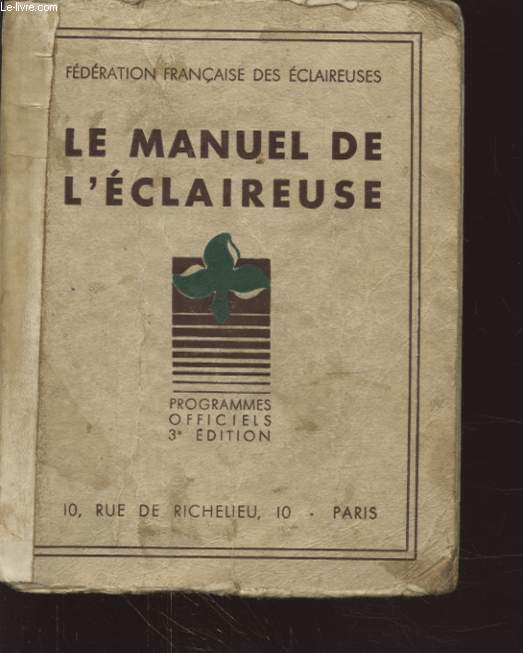 Le-livre.com
FÉDÉRATION FRANÇAISE DES ÉCLAIREUSES
LE MANUEL DE
L'ÉCLAIREUSE
PROGRAMMES
OFFICIELS
3e ÉDITION
10, RUE DE RICHELIEU, 10 - PARIS